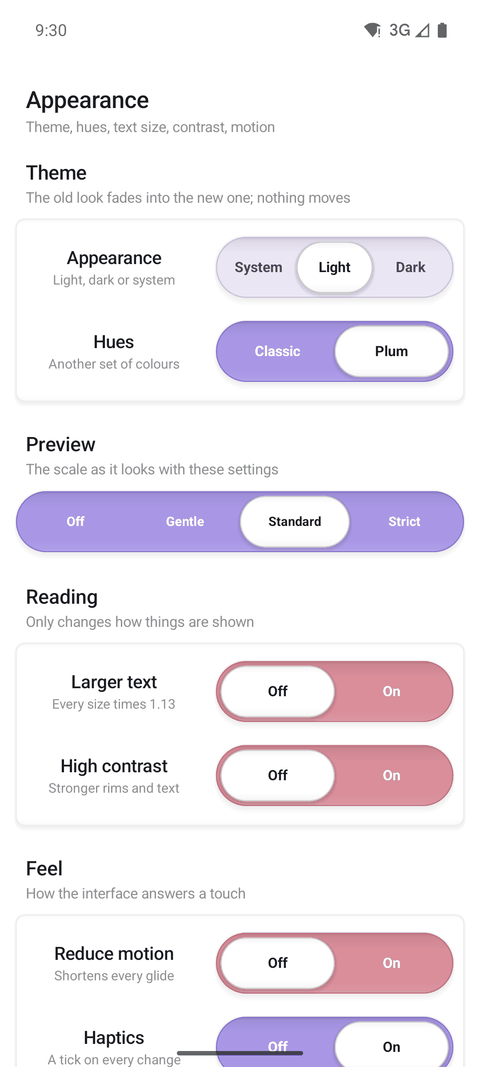 9:30
3G
Appearance
Theme, hues, text size, contrast, motion
Theme
The old look fades into the new one; nothing moves
Appearance
Light, dark or system
System Light Dark
Hues
Another set of colours
Classic Plum
Preview
The scale as it looks with these settings
Off Gentle Standard Strict
Reading
Only changes how things are shown
Larger text
Every size times 1.13
Off On
High contrast
Stronger rims and text
Off On
Feel
How the interface answers a touch
Reduce motion
Shortens every glide
Off On
Haptics
A tick on every change
Off On